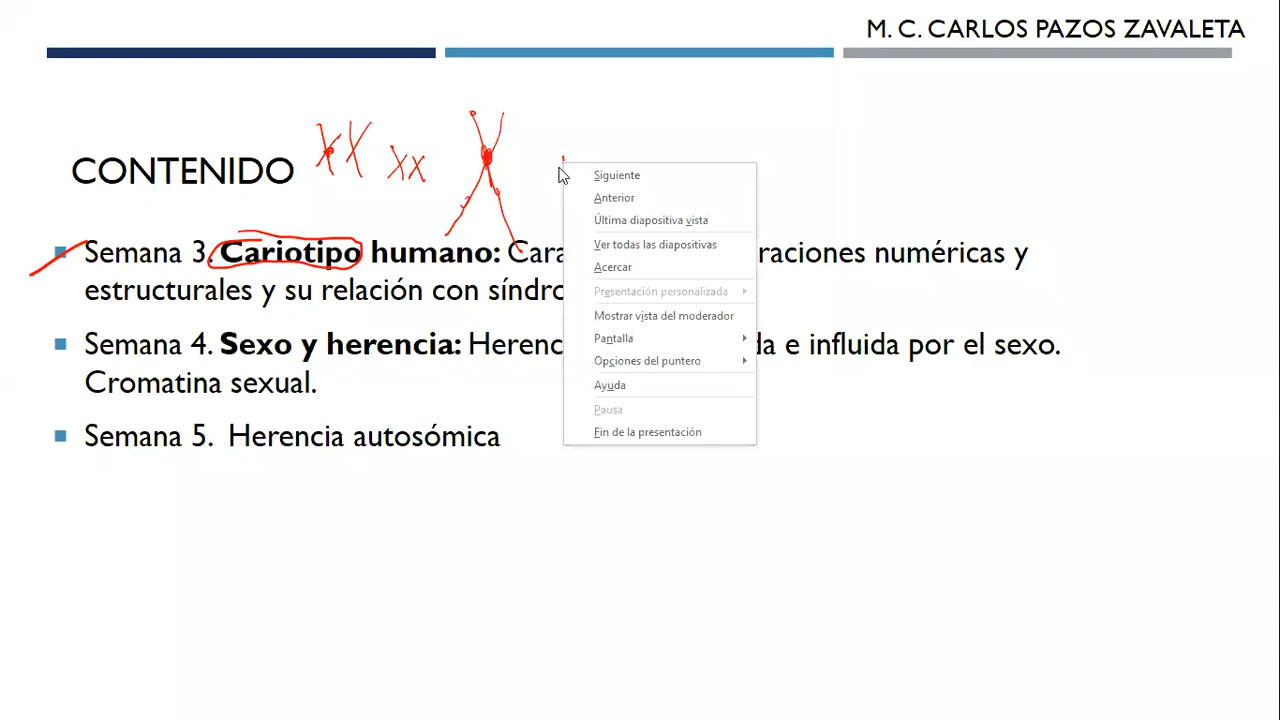 M. C. CARLOS PAZOS ZAVALETA
CONTENIDO XX xx X
Semana 3. Cariotipo humano: Cara raciones numéricas y
estructurales y su relación con síndro
Semana 4. Sexo y herencia: Herenc da e influida por el sexo.
Cromatina sexual.
Semana 5. Herencia autosómica
Siguiente
Anterior
Última diapositiva vista
Ver todas las diapositivas
Acercar
Presentación personalizada
Mostrar vista del moderador
Pantalla
Opciones del puntero
Ayuda
Pausa
Fin de la presentación